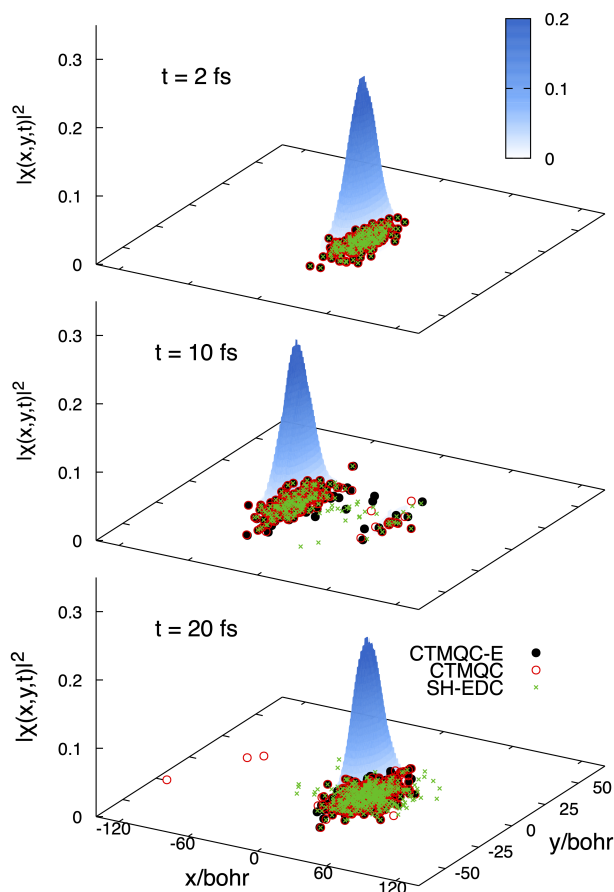 0.2
0.1
0
|χ(x,y,t)|²
0.3
0.2
0.1
0
t = 2 fs
|χ(x,y,t)|²
0.3
0.2
0.1
0
t = 10 fs
|χ(x,y,t)|²
0.3
0.2
0.1
0
t = 20 fs
CTMQC-E
CTMQC
SH-EDC
-120
-60
0
60
120
x/bohr
-50
-25
0
25
50
y/bohr